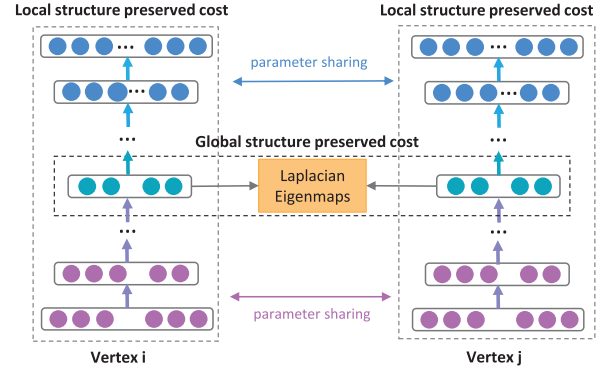 Local structure preserved cost
Local structure preserved cost
...
...
parameter sharing
...
...
...
...
Global structure preserved cost
Laplacian
Eigenmaps
...
...
parameter sharing
Vertex i
Vertex j